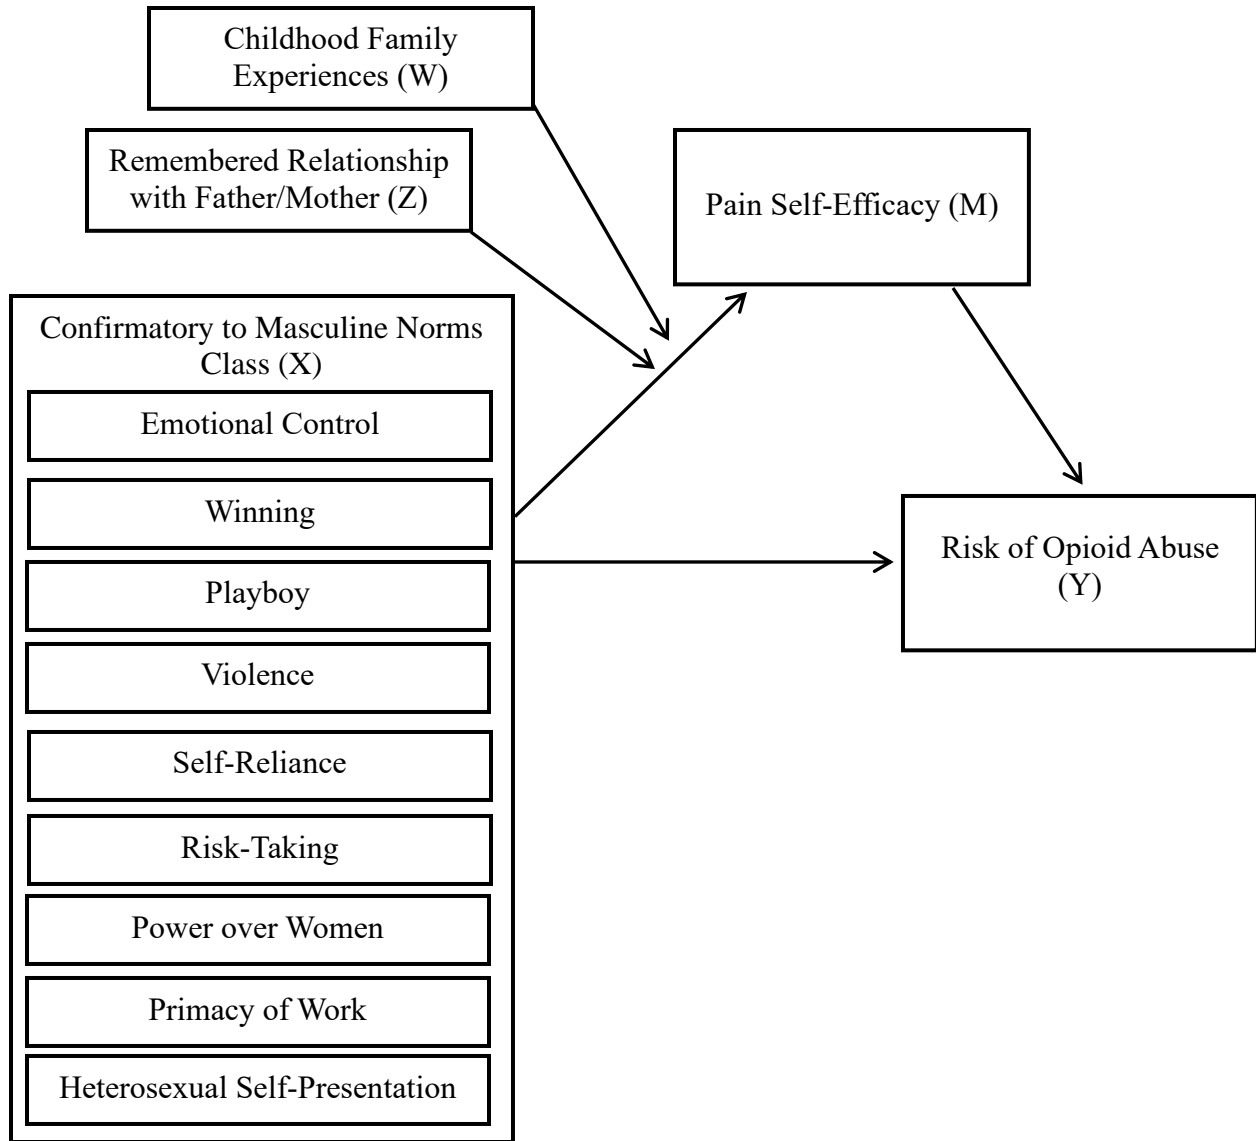 Childhood Family
Experiences (W)
Remembered Relationship
with Father/Mother (Z)
Pain Self-Efficacy (M)
Confirmatory to Masculine Norms
Class (X)
Emotional Control
Winning
Playboy
Violence
Self-Reliance
Risk-Taking
Power over Women
Primacy of Work
Heterosexual Self-Presentation
Risk of Opioid Abuse
(Y)